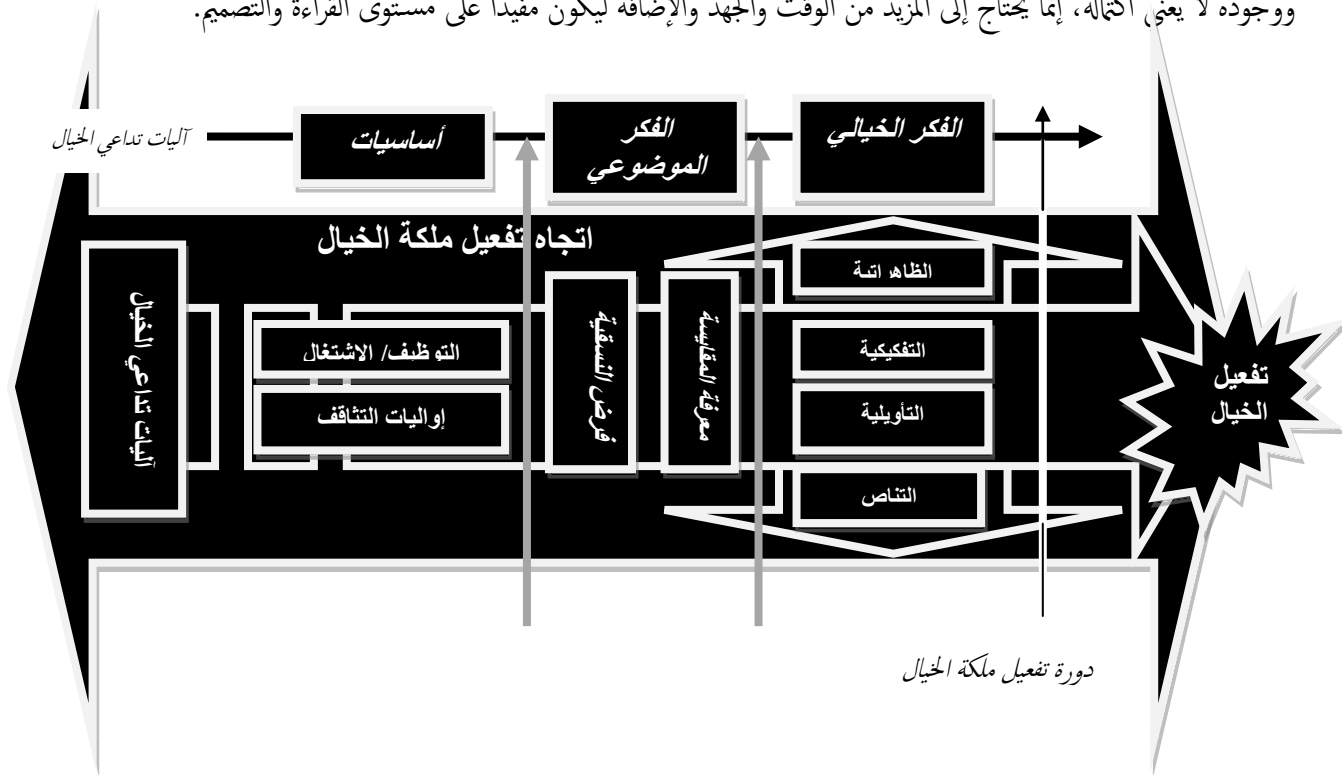 ووجوده لا يعني اكتماله، إنما يحتاج إلى المزيد من الوقت والجهد والإضافة ليكون مفيدا على مستوى القراءة والتصميم.
آليات تداعي الخيال
أساسيات
الفكر
الموضوعي
الفكر الخيالي
اتجاه تفعيل ملكة الخيال
آليات تداعي الخيال
التوظيف/ الاشتغال
إواليات التثاقف
فرض النسقية
معرفة المقايسة
الظاهراتية
التفكيكية
التأويلية
التناص
تفعيل
الخيال
دورة تفعيل ملكة الخيال